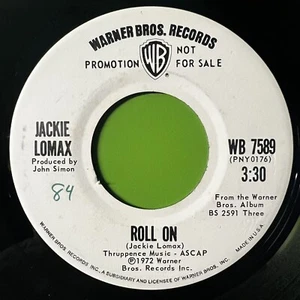 WARNER BROS. RECORDS
WB
NOT
PROMOTION FOR SALE
JACKIE
LOMAX
Produced by
John Simon
84
WB 7589
(PNY0176)
3:30
From the Warner
Bros. Album
BS 2591 Three
ROLL ON
(Jackie Lomax)
Thruppence Music - ASCAP
℗1972 Warner
Bros. Records Inc.
MADE IN U.S.A.
WARNER BROS. RECORDS INC., A SUBSIDIARY & LICENSEE OF WARNER BROS. INC.